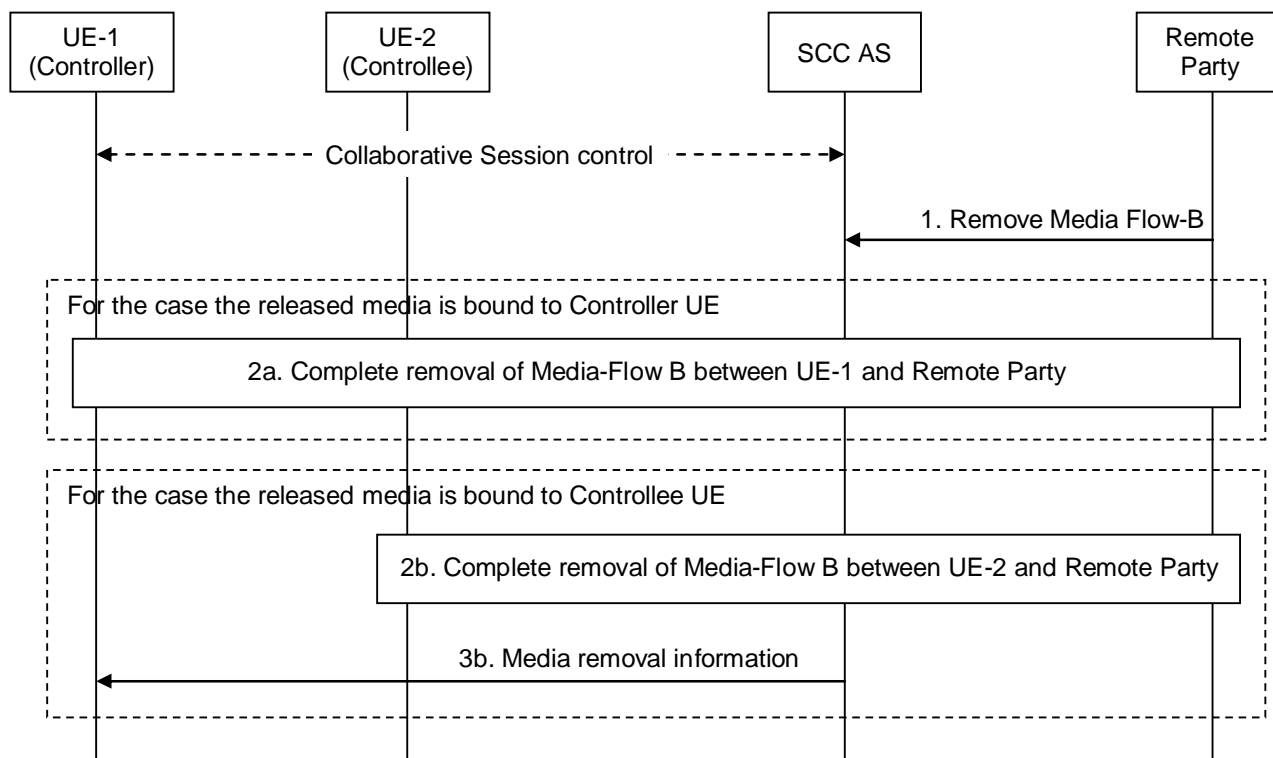 UE-1
(Controller)
UE-2
(Controllee)
SCC AS
Remote
Party
Collaborative Session control
1. Remove Media Flow-B
For the case the released media is bound to Controller UE
2a. Complete removal of Media-Flow B between UE-1 and Remote Party
For the case the released media is bound to Controllee UE
2b. Complete removal of Media-Flow B between UE-2 and Remote Party
3b. Media removal information